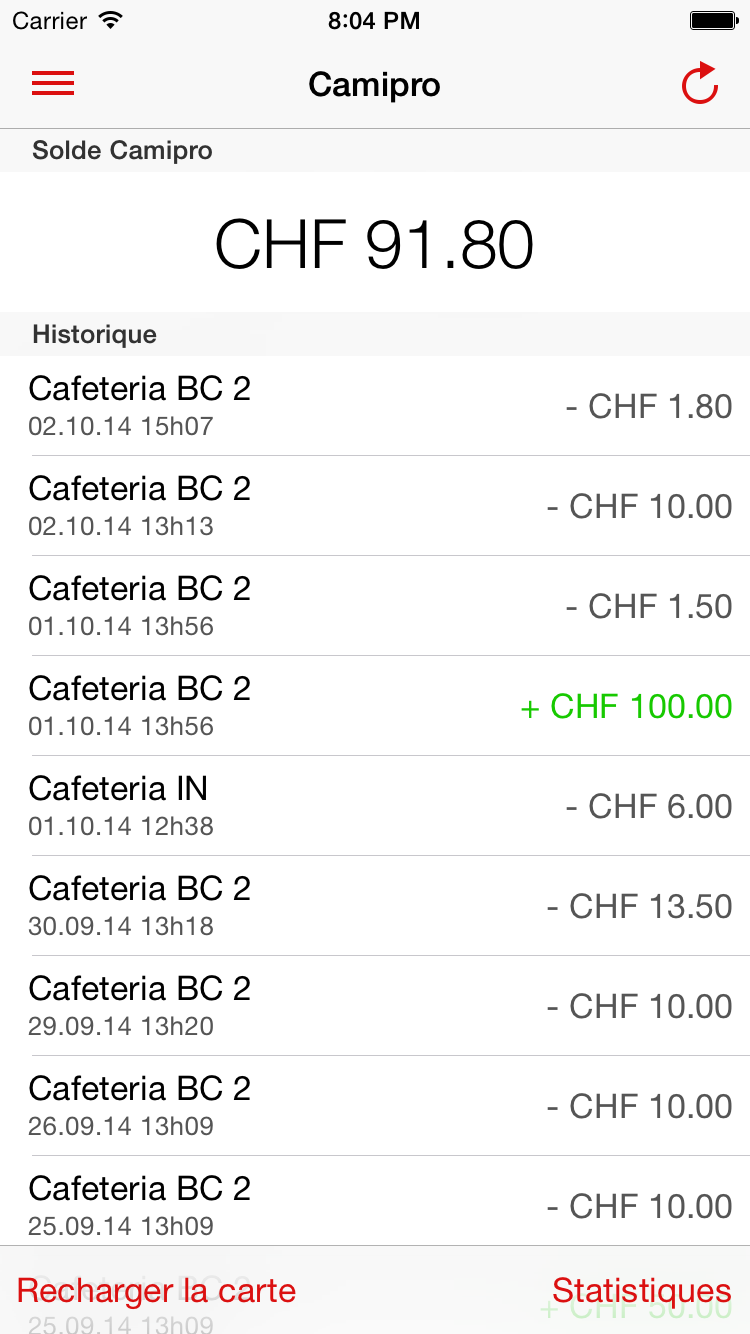 Carrier 8:04 PM
Camipro
Solde Camipro
CHF 91.80
Historique
Cafeteria BC 2
02.10.14 15h07
- CHF 1.80
Cafeteria BC 2
02.10.14 13h13
- CHF 10.00
Cafeteria BC 2
01.10.14 13h56
- CHF 1.50
Cafeteria BC 2
01.10.14 13h56
+ CHF 100.00
Cafeteria IN
01.10.14 12h38
- CHF 6.00
Cafeteria BC 2
30.09.14 13h18
- CHF 13.50
Cafeteria BC 2
29.09.14 13h20
- CHF 10.00
Cafeteria BC 2
26.09.14 13h09
- CHF 10.00
Cafeteria BC 2
25.09.14 13h09
- CHF 10.00
Cafeteria BC 2
25.09.14 13h09
+ CHF 50.00
Recharger la carte
Statistiques